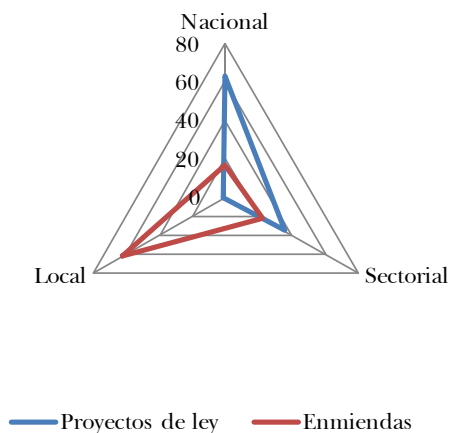 Nacional
80
60
40
20
0
Local
Sectorial
Proyectos de ley
Enmiendas